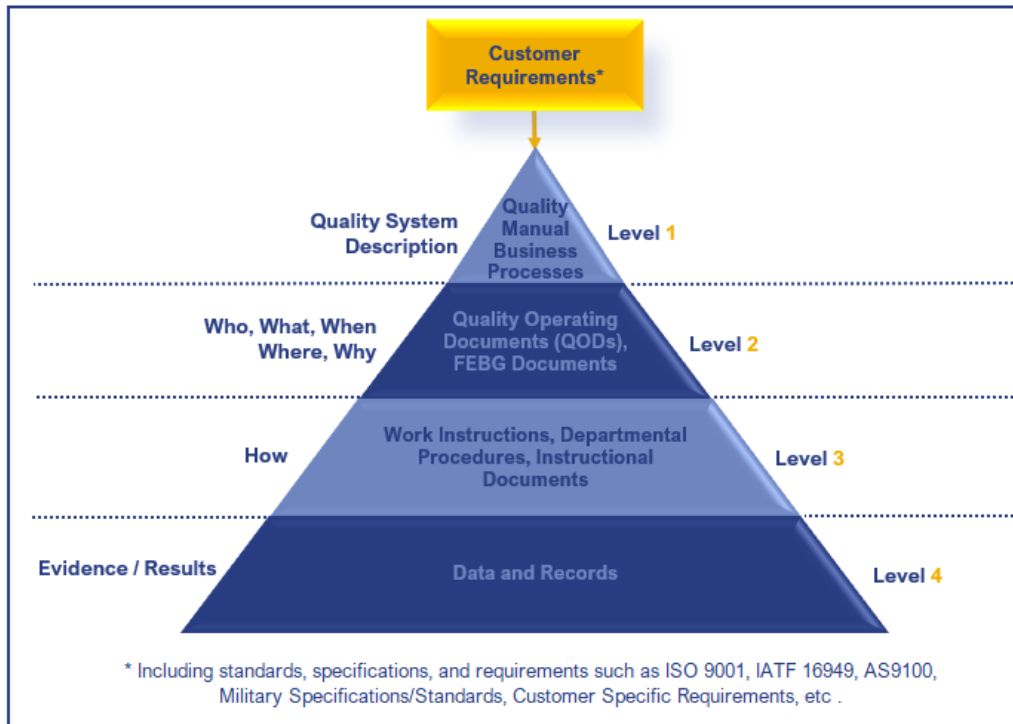 Customer
Requirements*
Quality System
Description
Quality
Manual
Business
Processes
Level 1
Who, What, When
Where, Why
Quality Operating
Documents (QODs),
FEBG Documents
Level 2
How
Work Instructions, Departmental
Procedures, Instructional
Documents
Level 3
Evidence / Results
Data and Records
Level 4
* Including standards, specifications, and requirements such as ISO 9001, IATF 16949, AS9100,
Military Specifications/Standards, Customer Specific Requirements, etc .